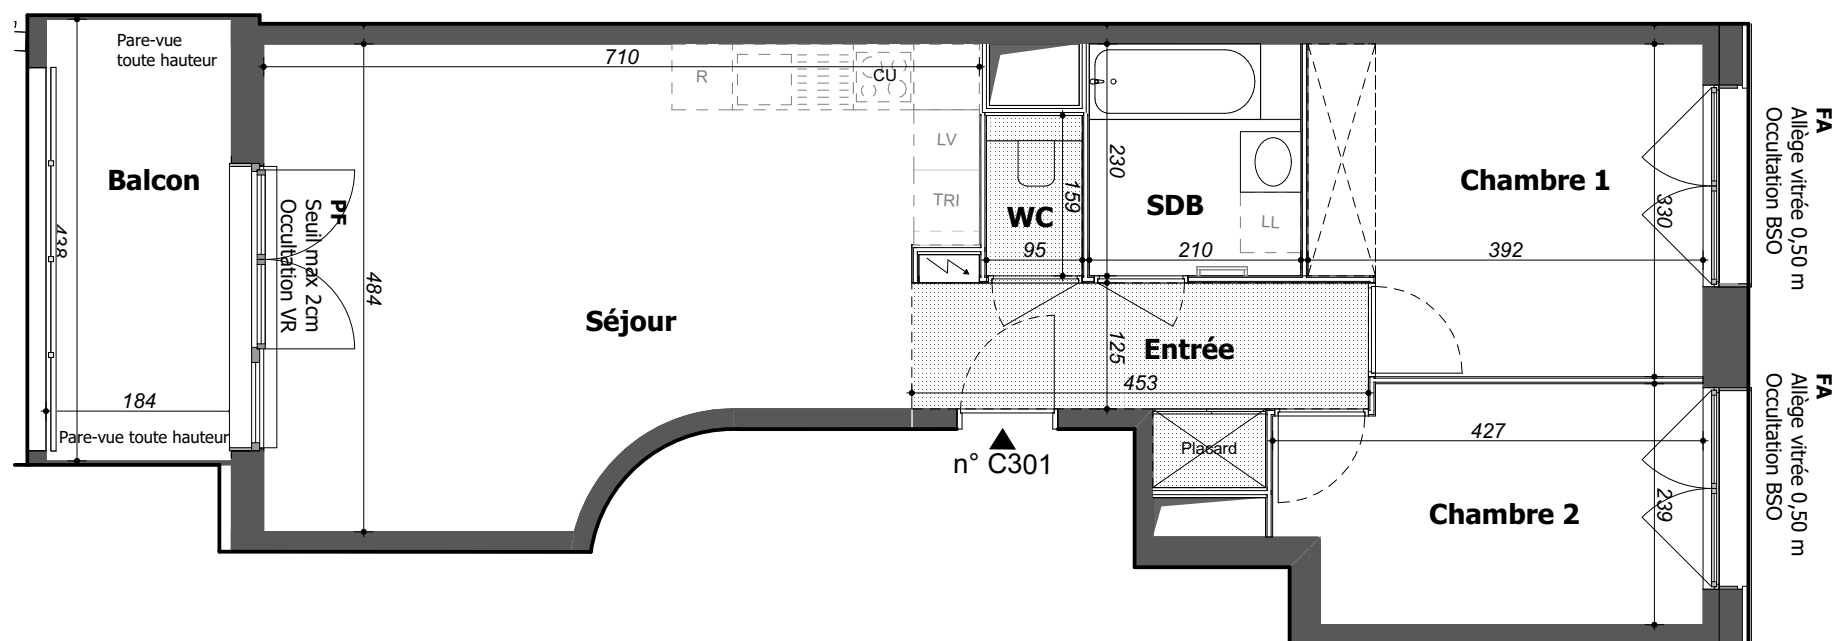 Pare-vue
toute hauteur
Balcon
438
184
Pare-vue toute hauteur
PF
Seuil max 2cm
Occultation VR
710
484
Séjour
R
CU
LV
TRI
WC
159
95
230
SDB
210
LL
Chambre 1
330
392
FA
Allège vitrée 0,50 m
Occultation BSO
125
Entrée
453
n° C301
Placard
427
Chambre 2
239
FA
Allège vitrée 0,50 m
Occultation BSO